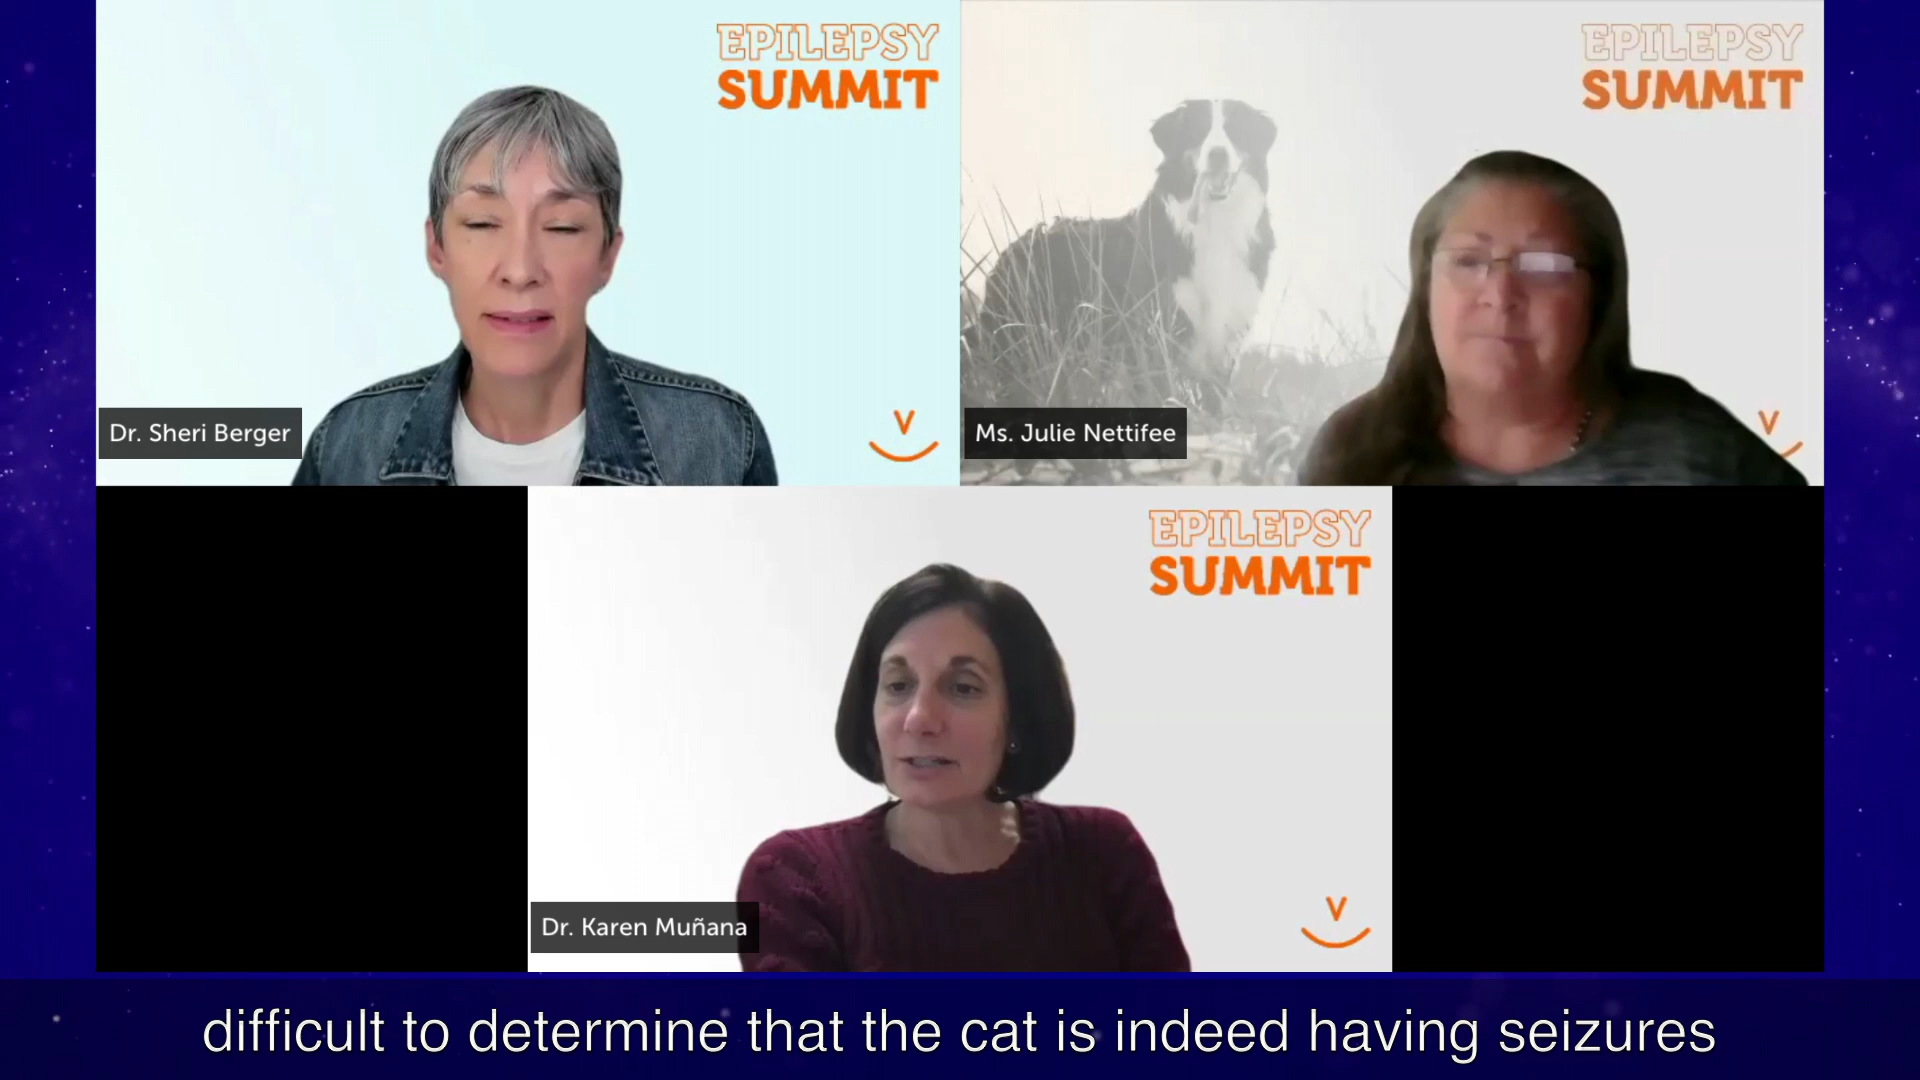 EPILEPSY
SUMMIT
EPILEPSY
SUMMIT
Dr. Sheri Berger
Ms. Julie Nettifee
EPILEPSY
SUMMIT
Dr. Karen Muñana
difficult to determine that the cat is indeed having seizures